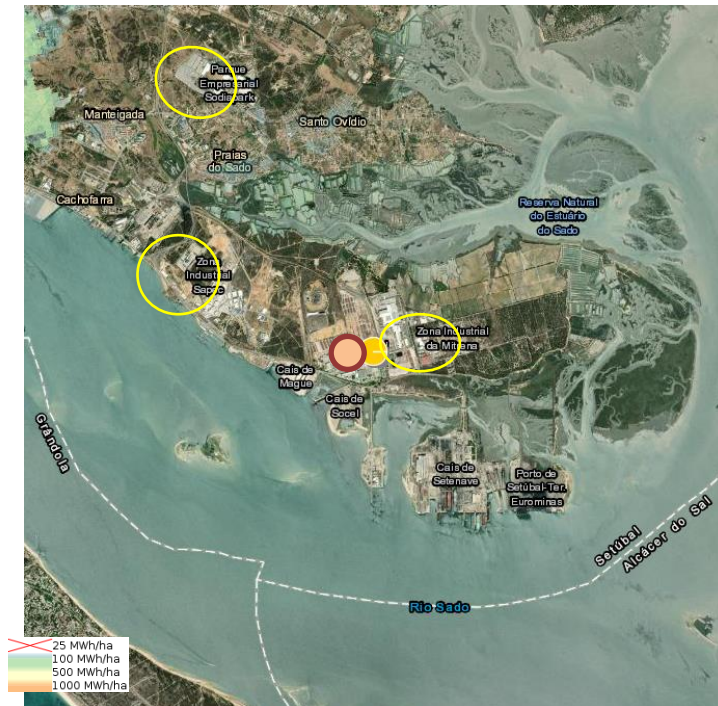 Parque
Empresarial
Sodiapark
Manteigada
Santo Ovídio
Praias
do Sado
Cachofarra
Reserva Natural
do Estuário
do Sado
Zona
Industrial
Sapec
Zona Industrial
da Mitrena
Cais de
Mague
Cais de
Socel
Grândola
Cais de
Setenave
Porto de
Setúbal-Ter.
Eurominas
Setúbal
Alcácer do Sal
Rio Sado
25 MWh/ha
100 MWh/ha
500 MWh/ha
1000 MWh/ha